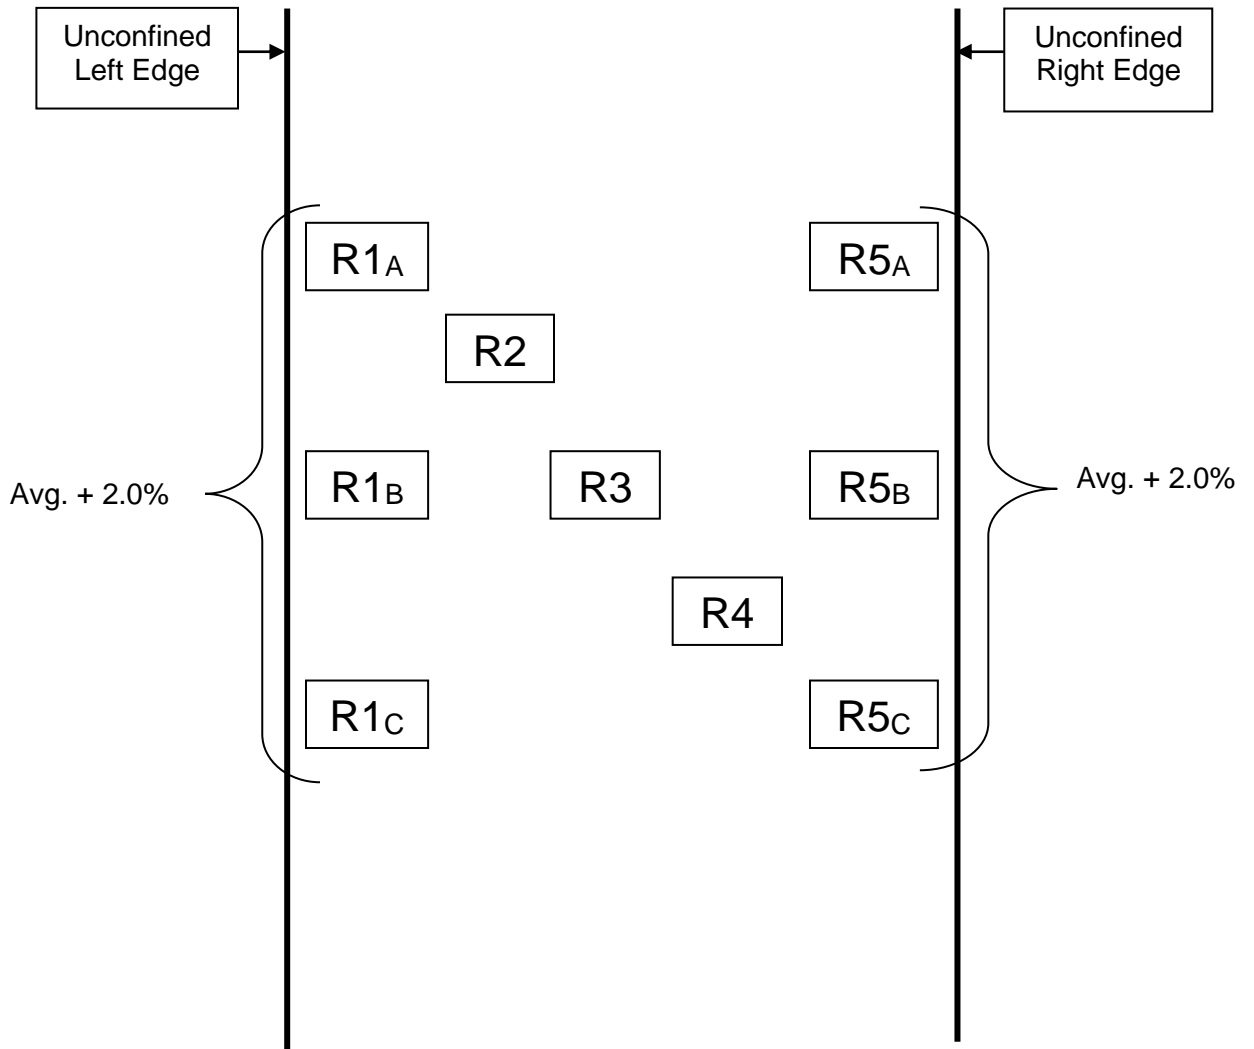 Unconfined
Left Edge
Unconfined
Right Edge
R1A
R5A
R2
Avg. + 2.0%
R1B
R3
R5B
Avg. + 2.0%
R4
R1C
R5C